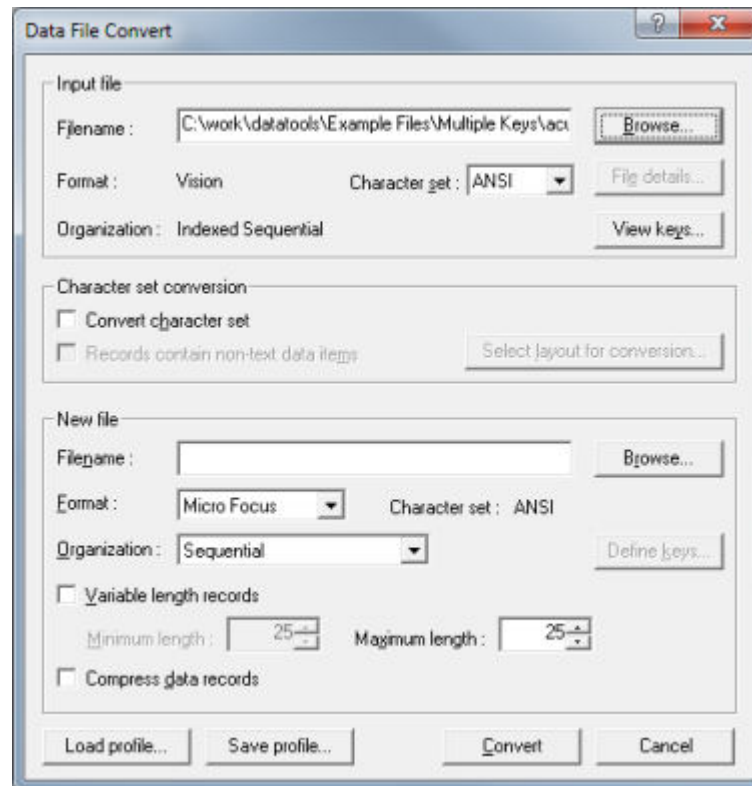 Data File Convert
Input file
Filename : C:\work\datatools\Example Files\Multiple Keys\acu Browse...
Format : Vision Character set : ANSI File details...
Organization : Indexed Sequential View keys...
Character set conversion
Convert character set
Records contain non-text data items Select layout for conversion...
New file
Filename : Browse...
Format : Micro Focus Character set : ANSI
Organization : Sequential Define keys...
Variable length records
Minimum length : 25 Maximum length : 25
Compress data records
Load profile... Save profile... Convert Cancel